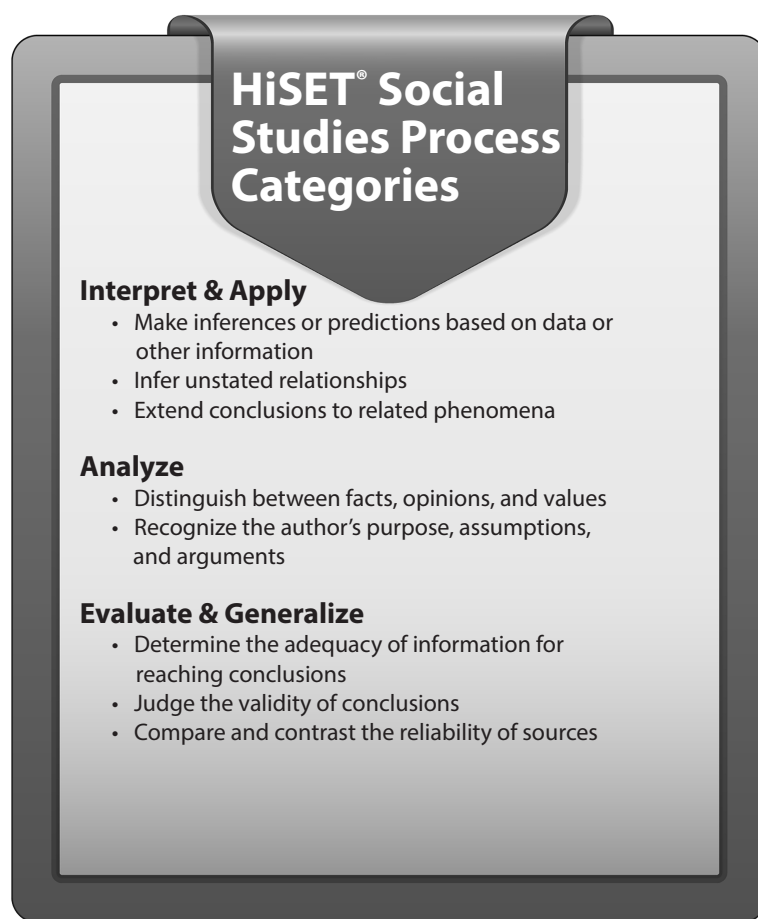 HiSET® Social
Studies Process
Categories
Interpret & Apply
• Make inferences or predictions based on data or
other information
• Infer unstated relationships
• Extend conclusions to related phenomena
Analyze
• Distinguish between facts, opinions, and values
• Recognize the author's purpose, assumptions,
and arguments
Evaluate & Generalize
• Determine the adequacy of information for
reaching conclusions
• Judge the validity of conclusions
• Compare and contrast the reliability of sources